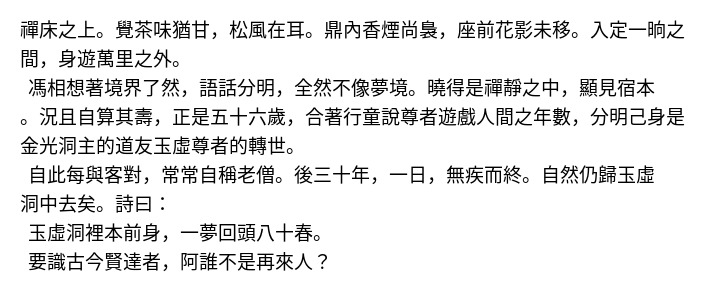 禪床之上。覺茶味猶甘，松風在耳。鼎內香煙尚裊，座前花影未移。入定一晌之
間，身遊萬里之外。
馮相想著境界了然，語話分明，全然不像夢境。曉得是禪靜之中，顯見宿本
。況且自算其壽，正是五十六歲，合著行童說尊者遊戲人間之年數，分明己身是
金光洞主的道友玉虛尊者的轉世。
自此每與客對，常常自稱老僧。後三十年，一日，無疾而終。自然仍歸玉虛
洞中去矣。詩曰：
玉虛洞裡本前身，一夢回頭八十春。
要識古今賢達者，阿誰不是再來人？